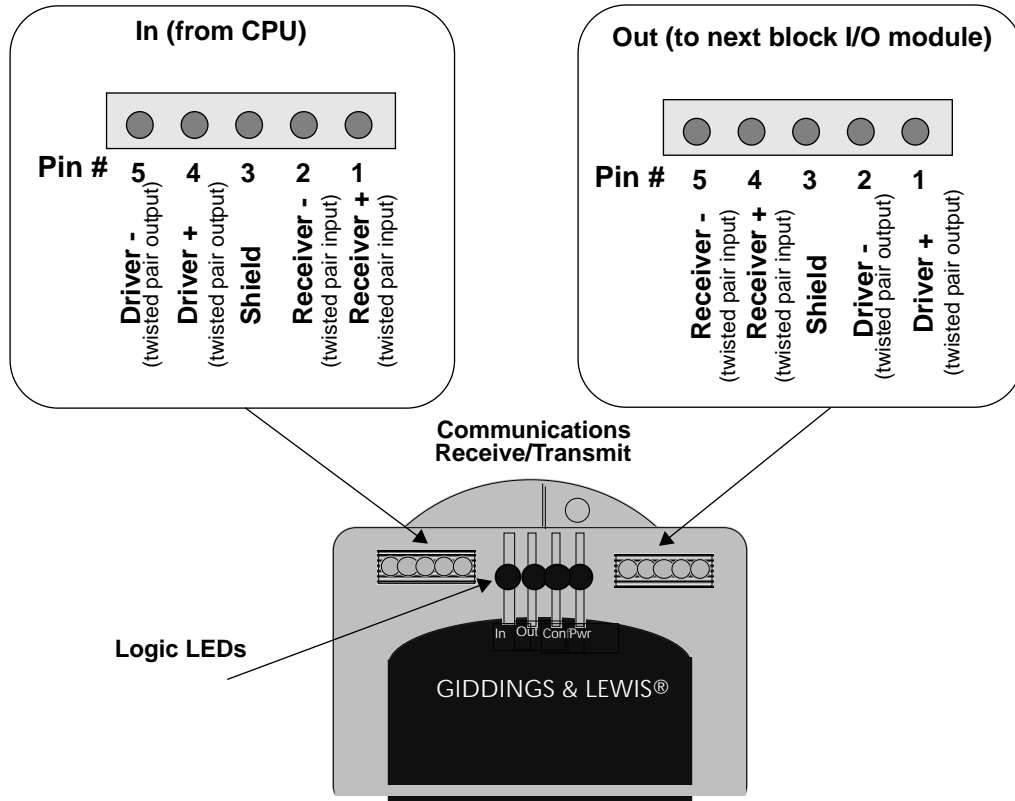 In (from CPU)
Pin # 5 4 3 2 1
Driver -
(twisted pair output)
Driver +
(twisted pair output)
Shield
Receiver -
(twisted pair input)
Receiver +
(twisted pair input)
Out (to next block I/O module)
Pin # 5 4 3 2 1
Receiver -
(twisted pair input)
Receiver +
(twisted pair input)
Shield
Driver -
(twisted pair output)
Driver +
(twisted pair output)
Communications
Receive/Transmit
Logic LEDs
In Out Conf Pwr
GIDDINGS & LEWIS®